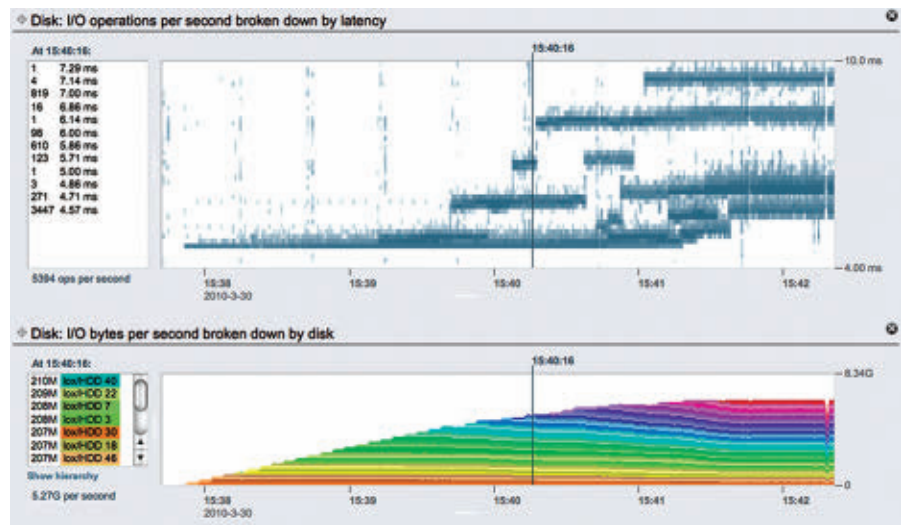 Disk: I/O operations per second broken down by latency
At 15:40:16:
15:40:16
1 7.29 ms
4 7.14 ms
819 7.00 ms
16 6.86 ms
1 6.14 ms
98 6.00 ms
610 5.86 ms
123 5.71 ms
1 5.00 ms
3 4.86 ms
271 4.71 ms
3447 4.57 ms
10.0 ms
4.00 ms
5394 ops per second
15:38 15:39 15:40 15:41 15:42
2010-3-30
Disk: I/O bytes per second broken down by disk
At 15:40:16:
15:40:16
210M lox/HDD 40
209M lox/HDD 22
208M lox/HDD 7
208M lox/HDD 3
207M lox/HDD 30
207M lox/HDD 18
207M lox/HDD 46
8.34G
0
Show hierarchy
5.27G per second
15:38 15:39 15:40 15:41 15:42
2010-3-30